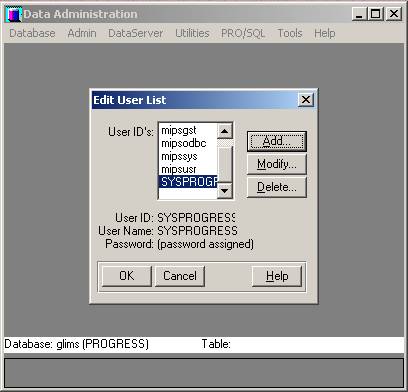 Data Administration
Database Admin DataServer Utilities PRO/SQL Tools Help
Edit User List
User ID's:
mipsgst
mipsodbc
mipssys
mipsusr
SYSPROGR
Add...
Modify...
Delete...
User ID: SYSPROGRESS
User Name: SYSPROGRESS
Password: (password assigned)
OK Cancel Help
Database: glims (PROGRESS) Table: